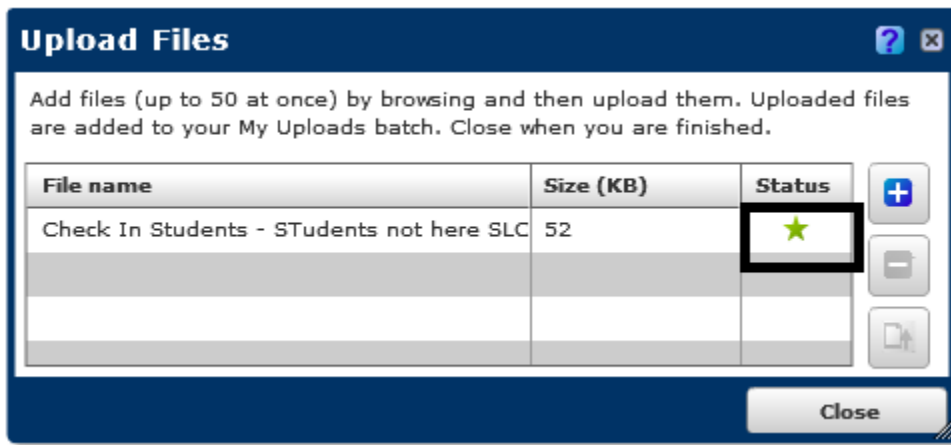 Upload Files
?
Add files (up to 50 at once) by browsing and then upload them. Uploaded files
are added to your My Uploads batch. Close when you are finished.
File name Size (KB) Status
Check In Students - STudents not here SLC 52
Close